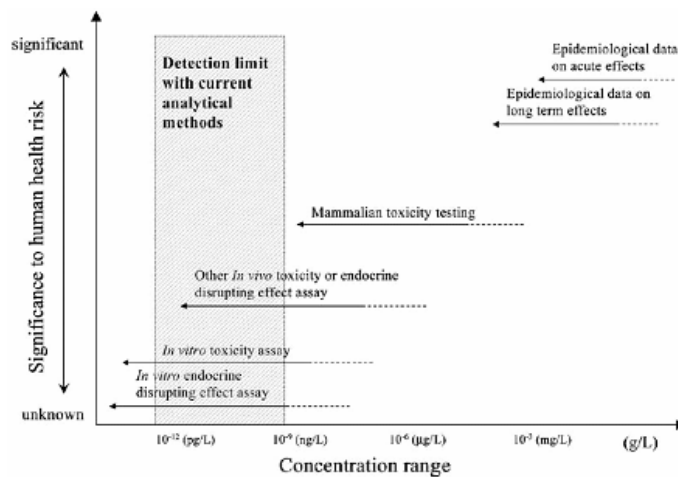 significant
Significance to human health risk
unknown
Detection limit
with current
analytical
methods
Epidemiological data
on acute effects
Epidemiological data on
long term effects
Mammalian toxicity testing
Other In vivo toxicity or endocrine
disrupting effect assay
In vitro toxicity assay
In vitro endocrine
disrupting effect assay
10⁻¹² (pg/L) 10⁻⁹ (ng/L) 10⁻⁶ (μg/L) 10⁻³ (mg/L) (g/L)
Concentration range